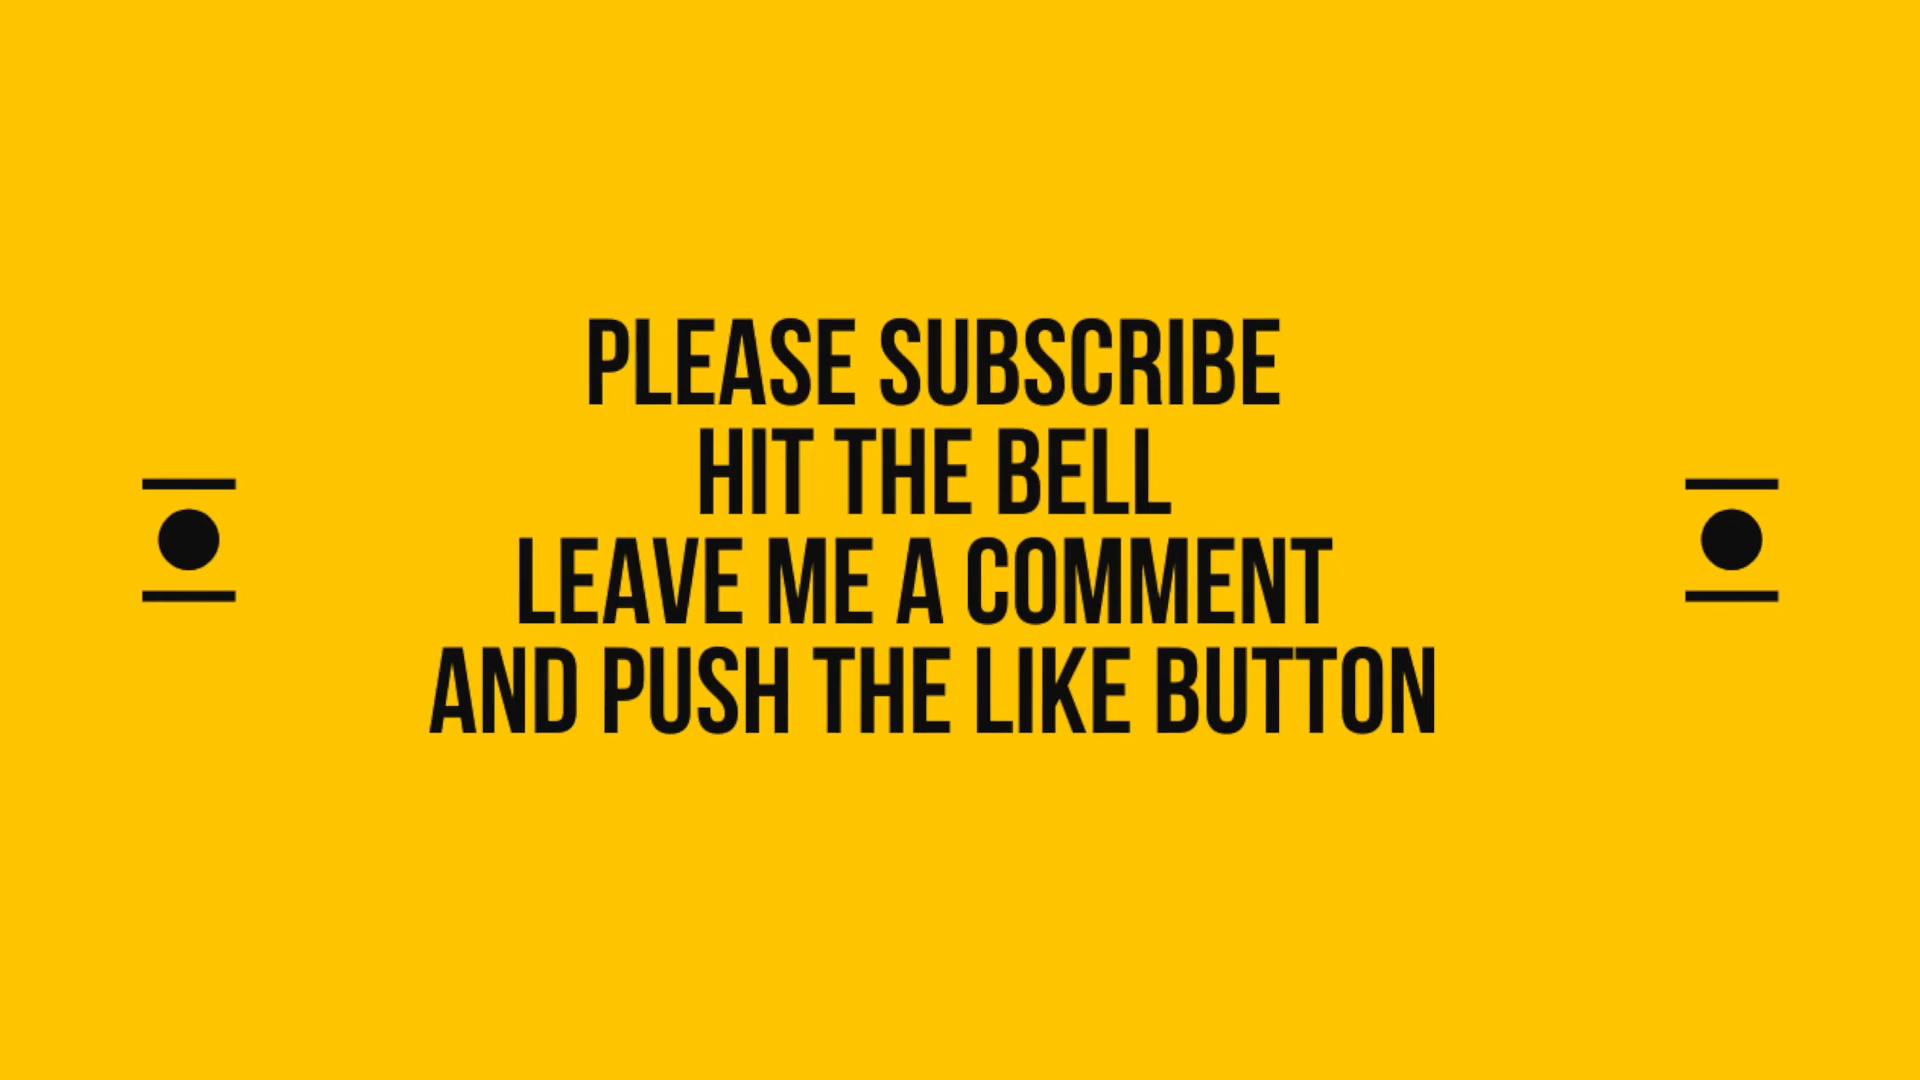 PLEASE SUBSCRIBE
HIT THE BELL
LEAVE ME A COMMENT
AND PUSH THE LIKE BUTTON